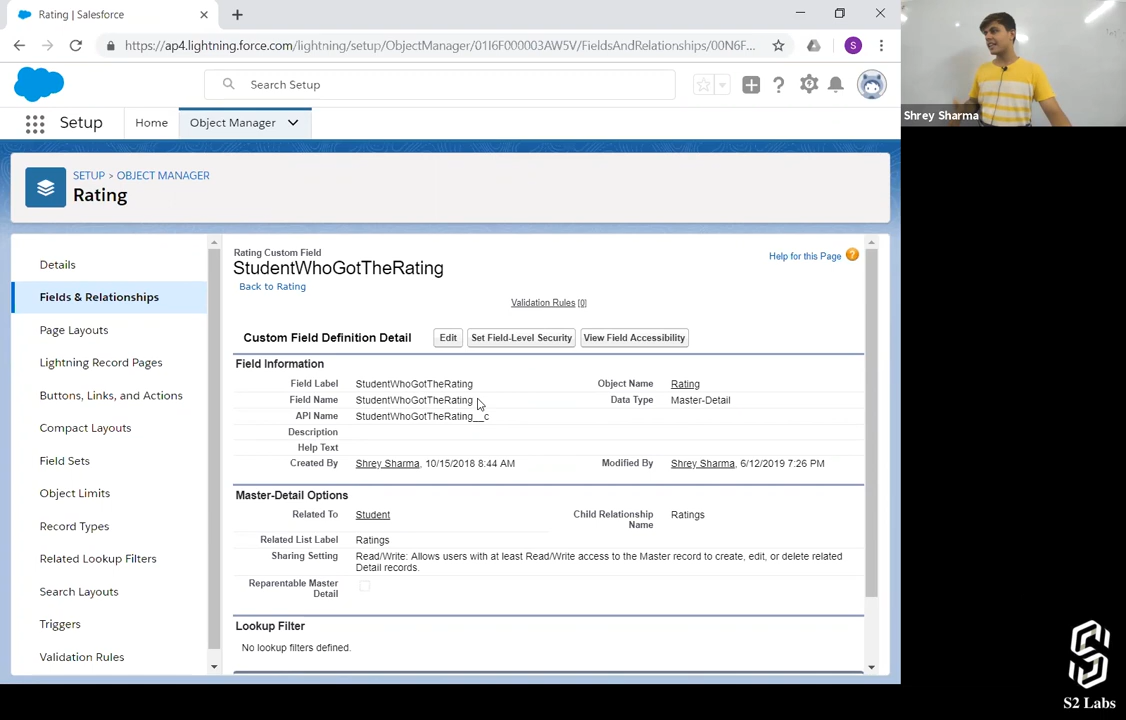 Rating | Salesforce
https://ap4.lightning.force.com/lightning/setup/ObjectManager/01I6F000003AW5V/FieldsAndRelationships/00N6F...
S
Search Setup
Setup
Home
Object Manager
SETUP > OBJECT MANAGER
Rating
Details
Fields & Relationships
Page Layouts
Lightning Record Pages
Buttons, Links, and Actions
Compact Layouts
Field Sets
Object Limits
Record Types
Related Lookup Filters
Search Layouts
Triggers
Validation Rules
Rating Custom Field
StudentWhoGotTheRating
Back to Rating
Help for this Page ?
Validation Rules [0]
Custom Field Definition Detail Edit Set Field-Level Security View Field Accessibility
Field Information
Field Label StudentWhoGotTheRating Object Name Rating
Field Name StudentWhoGotTheRating Data Type Master-Detail
API Name StudentWhoGotTheRating__c
Description
Help Text
Created By Shrey Sharma, 10/15/2018 8:44 AM Modified By Shrey Sharma, 6/12/2019 7:26 PM
Master-Detail Options
Related To Student Child Relationship Name Ratings
Related List Label Ratings
Sharing Setting Read/Write: Allows users with at least Read/Write access to the Master record to create, edit, or delete related
Detail records.
Reparentable Master
Detail
Lookup Filter
No lookup filters defined.
Shrey Sharma
S2 Labs